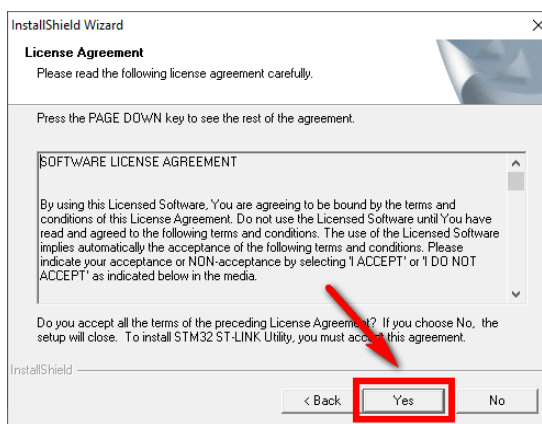 InstallShield Wizard
License Agreement
Please read the following license agreement carefully.
Press the PAGE DOWN key to see the rest of the agreement.
SOFTWARE LICENSE AGREEMENT
By using this Licensed Software, You are agreeing to be bound by the terms and
conditions of this License Agreement. Do not use the Licensed Software until You have
read and agreed to the following terms and conditions. The use of the Licensed Software
implies automatically the acceptance of the following terms and conditions. Please
indicate your acceptance or NON-acceptance by selecting 'I ACCEPT' or 'I DO NOT
ACCEPT' as indicated below in the media.
Do you accept all the terms of the preceding License Agreement? If you choose No, the
setup will close. To install STM32 ST-LINK Utility, you must accept this agreement.
InstallShield
< Back Yes No